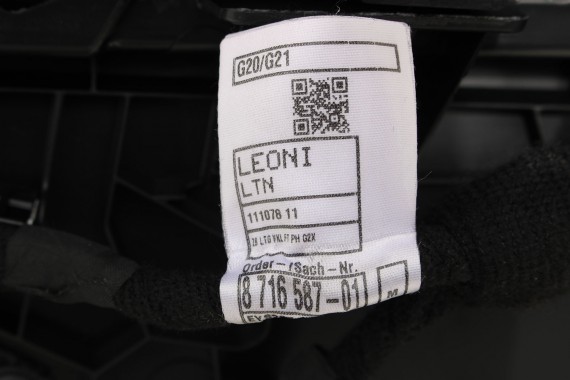 G20/G21
LEONI
LTN
111078 11
Order-/Sach-Nr.
8 716 587-01
M